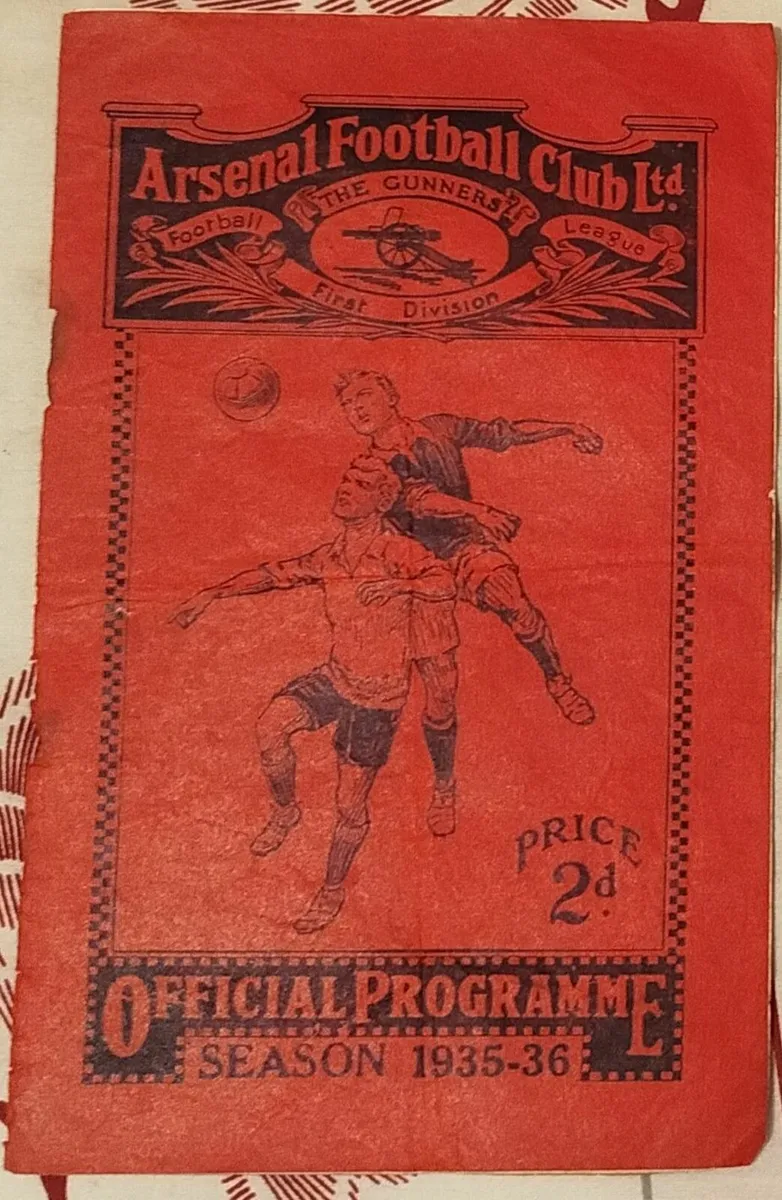 Arsenal Football Club Ltd.
THE GUNNERS
Football League
First Division
PRICE
2d.
OFFICIAL PROGRAMME
SEASON 1935-36